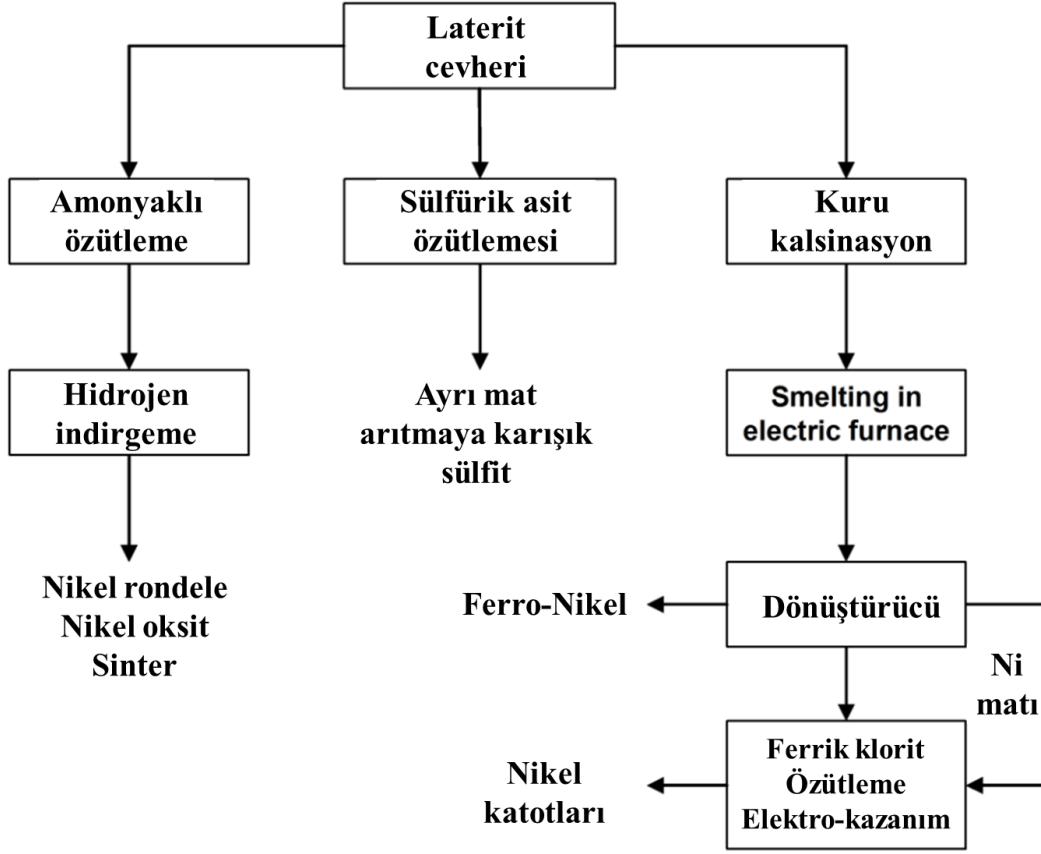 Laterit
cevheri
Amonyaklı
özütleme
Sülfürik asit
özütlemesi
Kuru
kalsinasyon
Hidrojen
indirgeme
Ayrı mat
arıtmaya karışık
sülfit
Smelting in
electric furnace
Nikel rondele
Nikel oksit
Sinter
Ferro-Nikel
Dönüştürücü
Ni
matı
Nikel
katotları
Ferrik klorit
Özütleme
Elektro-kazanım